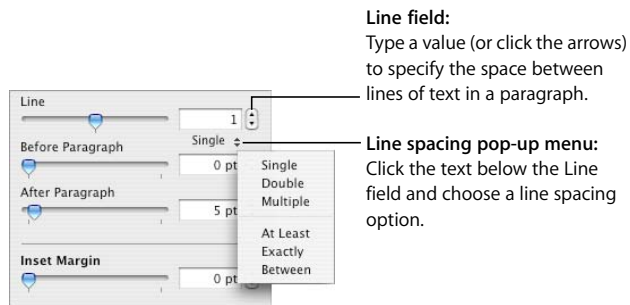 Line field:
Type a value (or click the arrows)
to specify the space between
lines of text in a paragraph.
Line
1
Single
Before Paragraph
0 pt
After Paragraph
5 pt
Inset Margin
0 pt
Single
Double
Multiple
At Least
Exactly
Between
Line spacing pop-up menu:
Click the text below the Line
field and choose a line spacing
option.